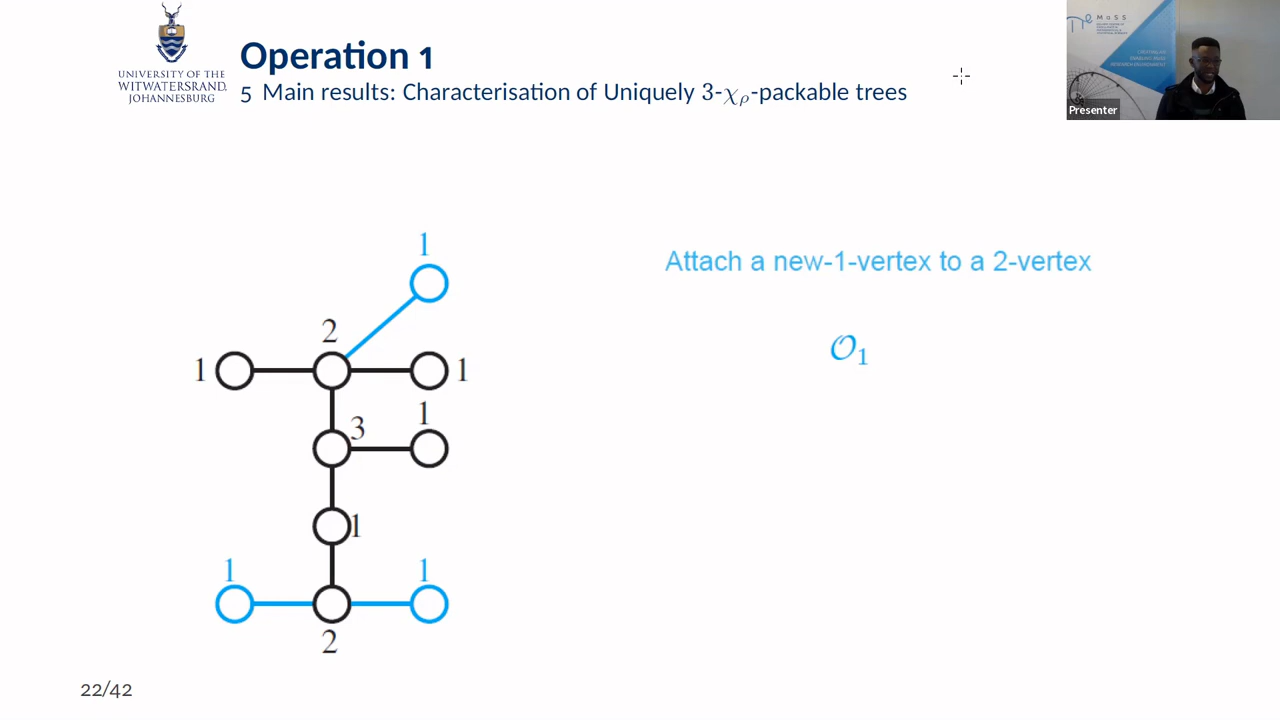 UNIVERSITY OF THE
WITWATERSRAND,
JOHANNESBURG
Operation 1
5 Main results: Characterisation of Uniquely 3-χρ-packable trees
MaSS
Presenter
1
Attach a new-1-vertex to a 2-vertex
2
𝒪1
1
1
1
3
1
1
1
2
22/42